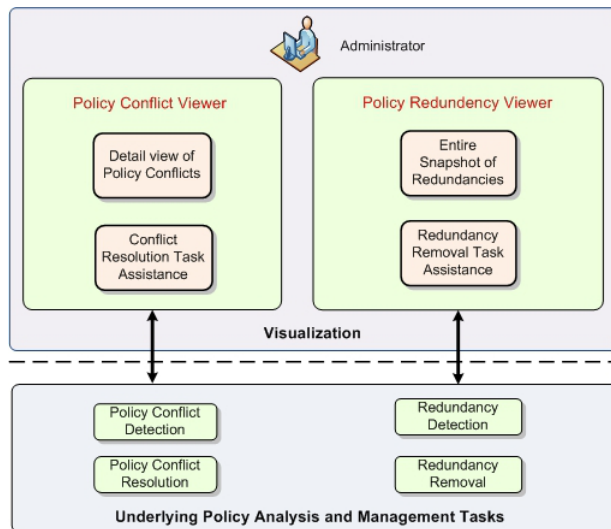 Administrator
Policy Conflict Viewer
Detail view of
Policy Conflicts
Conflict
Resolution Task
Assistance
Policy Redundancy Viewer
Entire
Snapshot of
Redundancies
Redundancy
Removal Task
Assistance
Visualization
Policy Conflict
Detection
Policy Conflict
Resolution
Redundancy
Detection
Redundancy
Removal
Underlying Policy Analysis and Management Tasks